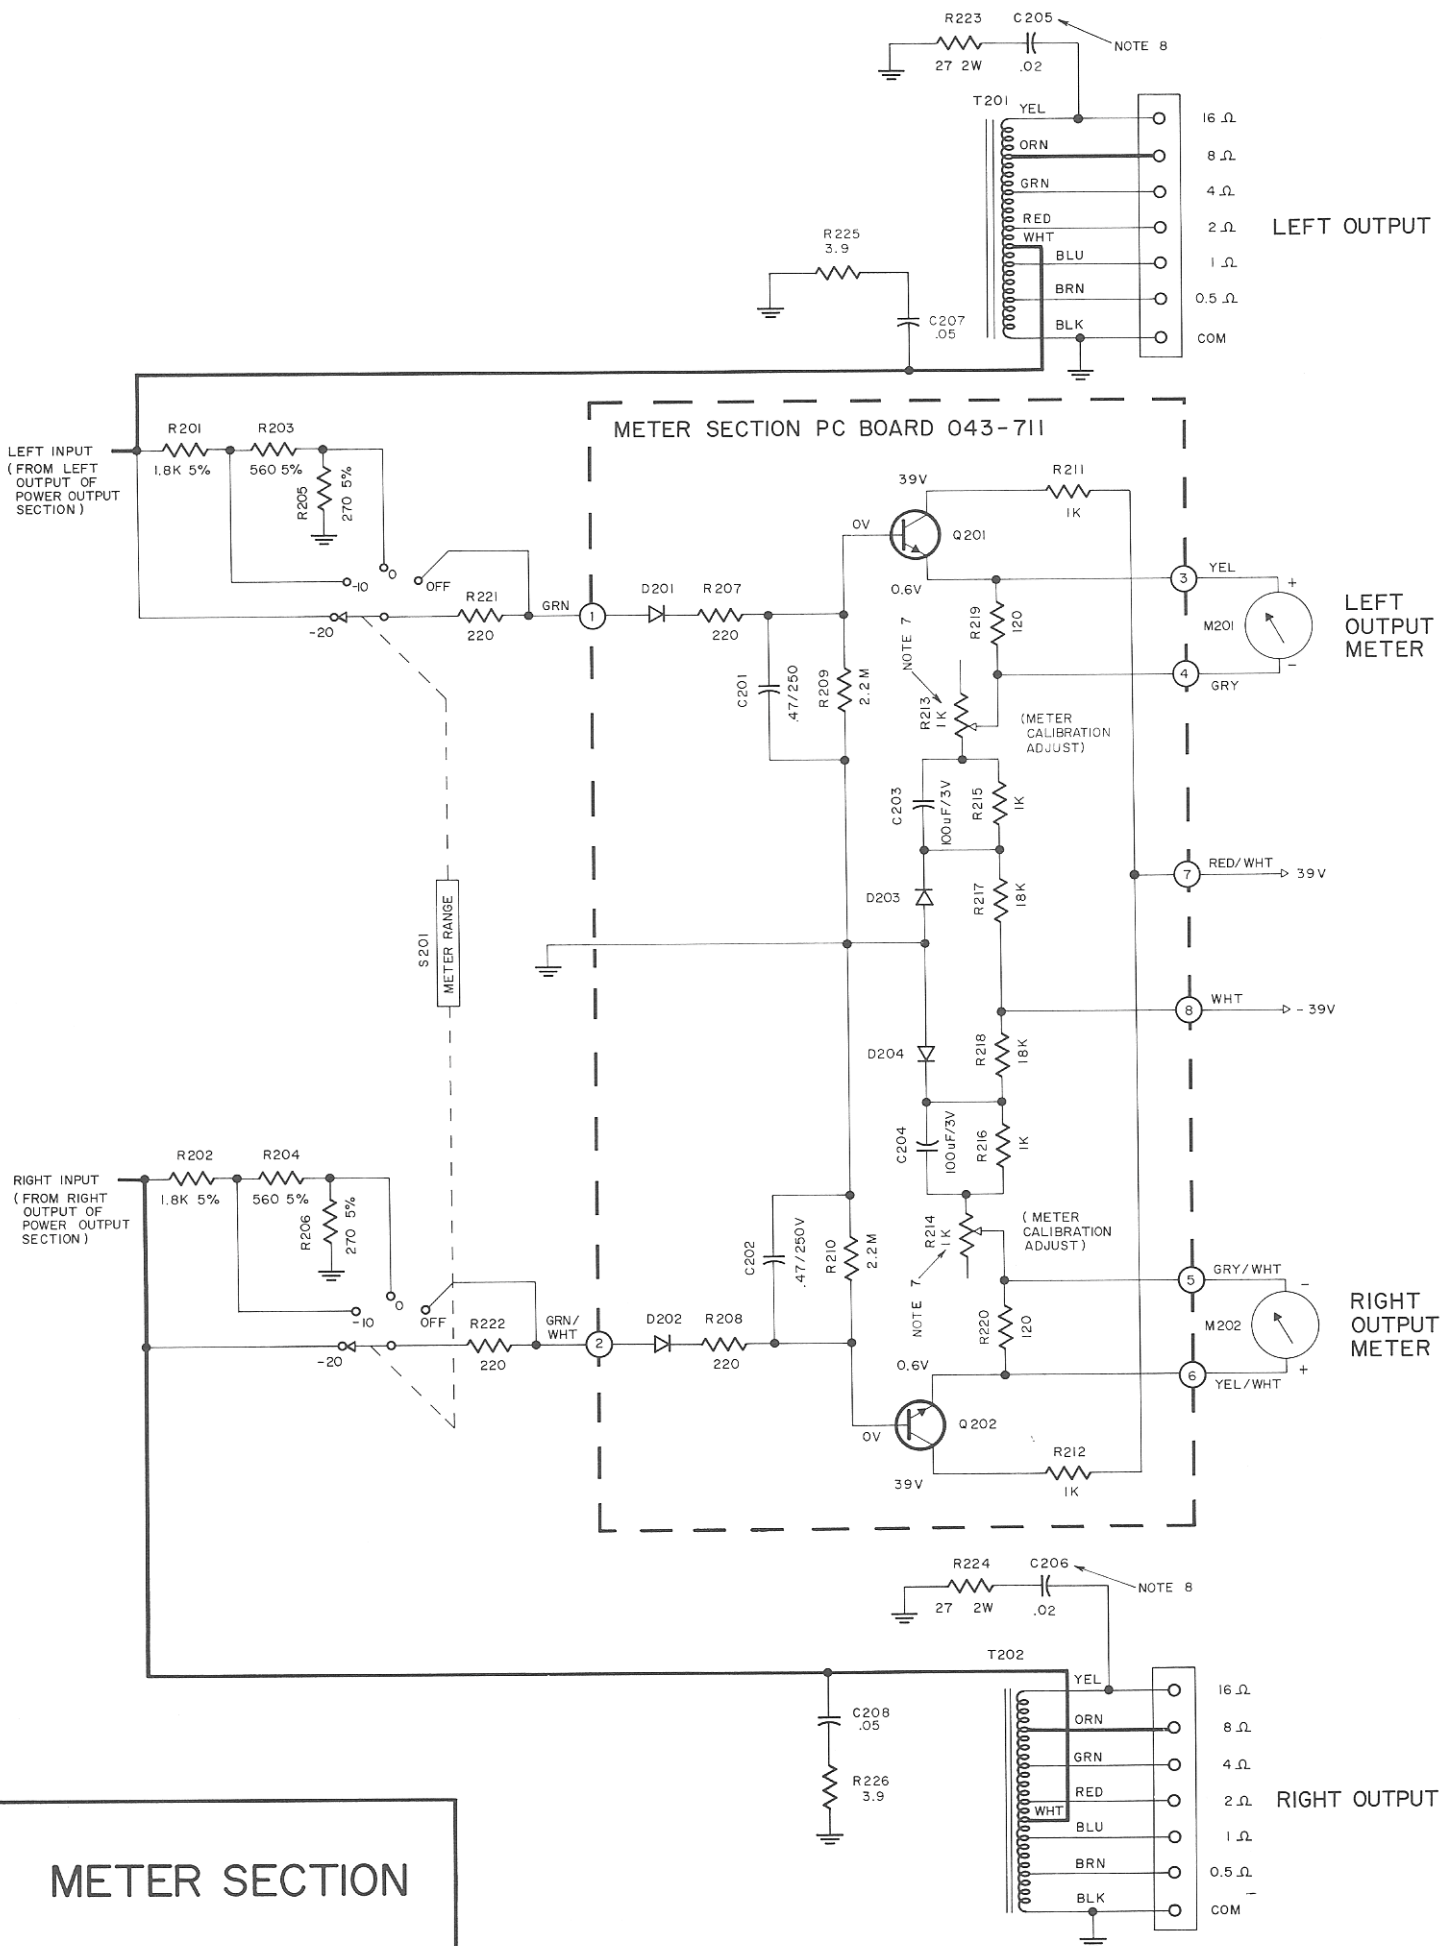 R223 C205
NOTE 8
27 2W .02
T201
YEL
16 Ω
ORN
8 Ω
GRN
4 Ω
RED
2 Ω
LEFT OUTPUT
WHT
BLU
1 Ω
BRN
0.5 Ω
BLK
COM
R225
3.9
C207
.05
METER SECTION PC BOARD 043-711
LEFT INPUT
(FROM LEFT
OUTPUT OF
POWER OUTPUT
SECTION)
R201
1.8K 5%
R203
560 5%
R205
270 5%
-10
0
OFF
-20
R221
220
GRN
1
D201
R207
220
C201
.47/250
R209
2.2M
39V
0V
Q201
0.6V
R211
1K
NOTE 7
R219
120
R213
1K
(METER
CALIBRATION
ADJUST)
3
YEL
+
M201
-
4
GRY
LEFT
OUTPUT
METER
C203
100uF/3V
R215
1K
D203
R217
18K
7
RED/WHT
39V
S201
METER RANGE
8
WHT
- 39V
D204
R218
18K
C204
100uF/3V
R216
1K
RIGHT INPUT
(FROM RIGHT
OUTPUT OF
POWER OUTPUT
SECTION)
R202
1.8K 5%
R204
560 5%
R206
270 5%
-10
0
OFF
-20
R222
220
GRN/
WHT
2
D202
R208
220
C202
.47/250V
R210
2.2M
R214
1K
(METER
CALIBRATION
ADJUST)
NOTE 7
R220
120
5
GRY/WHT
-
M202
+
6
YEL/WHT
RIGHT
OUTPUT
METER
0.6V
0V
Q202
39V
R212
1K
R224 C206
NOTE 8
27 2W .02
T202
YEL
16 Ω
ORN
8 Ω
GRN
4 Ω
RED
2 Ω
RIGHT OUTPUT
WHT
BLU
1 Ω
BRN
0.5 Ω
BLK
COM
C208
.05
R226
3.9
METER SECTION